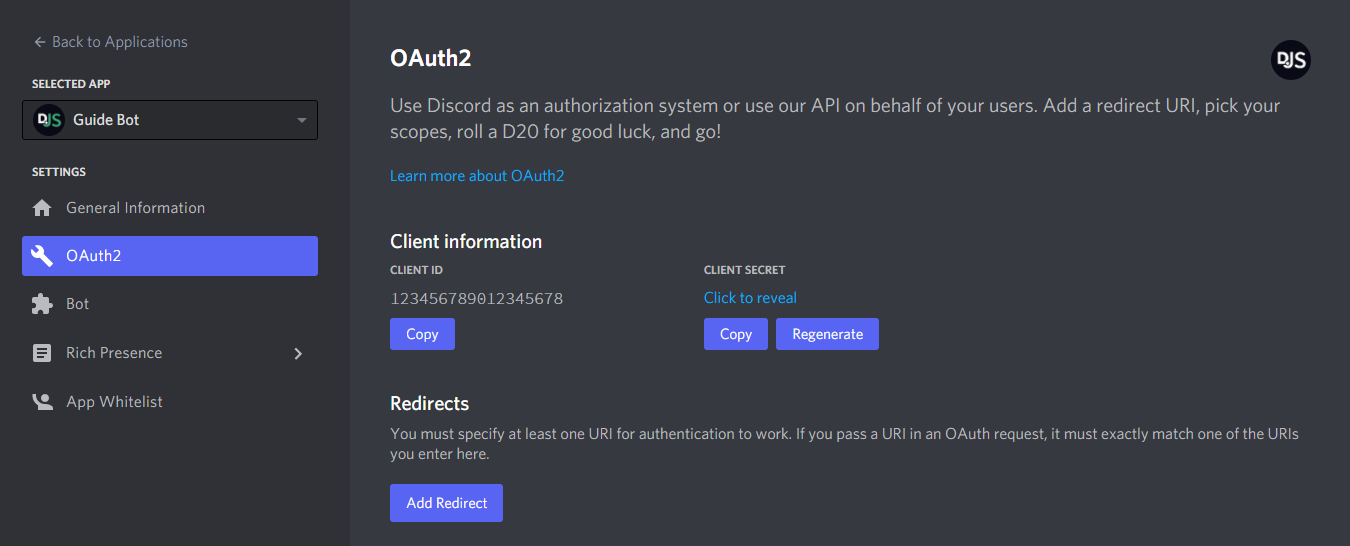 Back to Applications
SELECTED APP
DJS Guide Bot
SETTINGS
General Information
OAuth2
Bot
Rich Presence
App Whitelist
OAuth2
DJS
Use Discord as an authorization system or use our API on behalf of your users. Add a redirect URI, pick your
scopes, roll a D20 for good luck, and go!
Learn more about OAuth2
Client information
CLIENT ID
123456789012345678
Copy
CLIENT SECRET
Click to reveal
Copy Regenerate
Redirects
You must specify at least one URI for authentication to work. If you pass a URI in an OAuth request, it must exactly match one of the URIs
you enter here.
Add Redirect